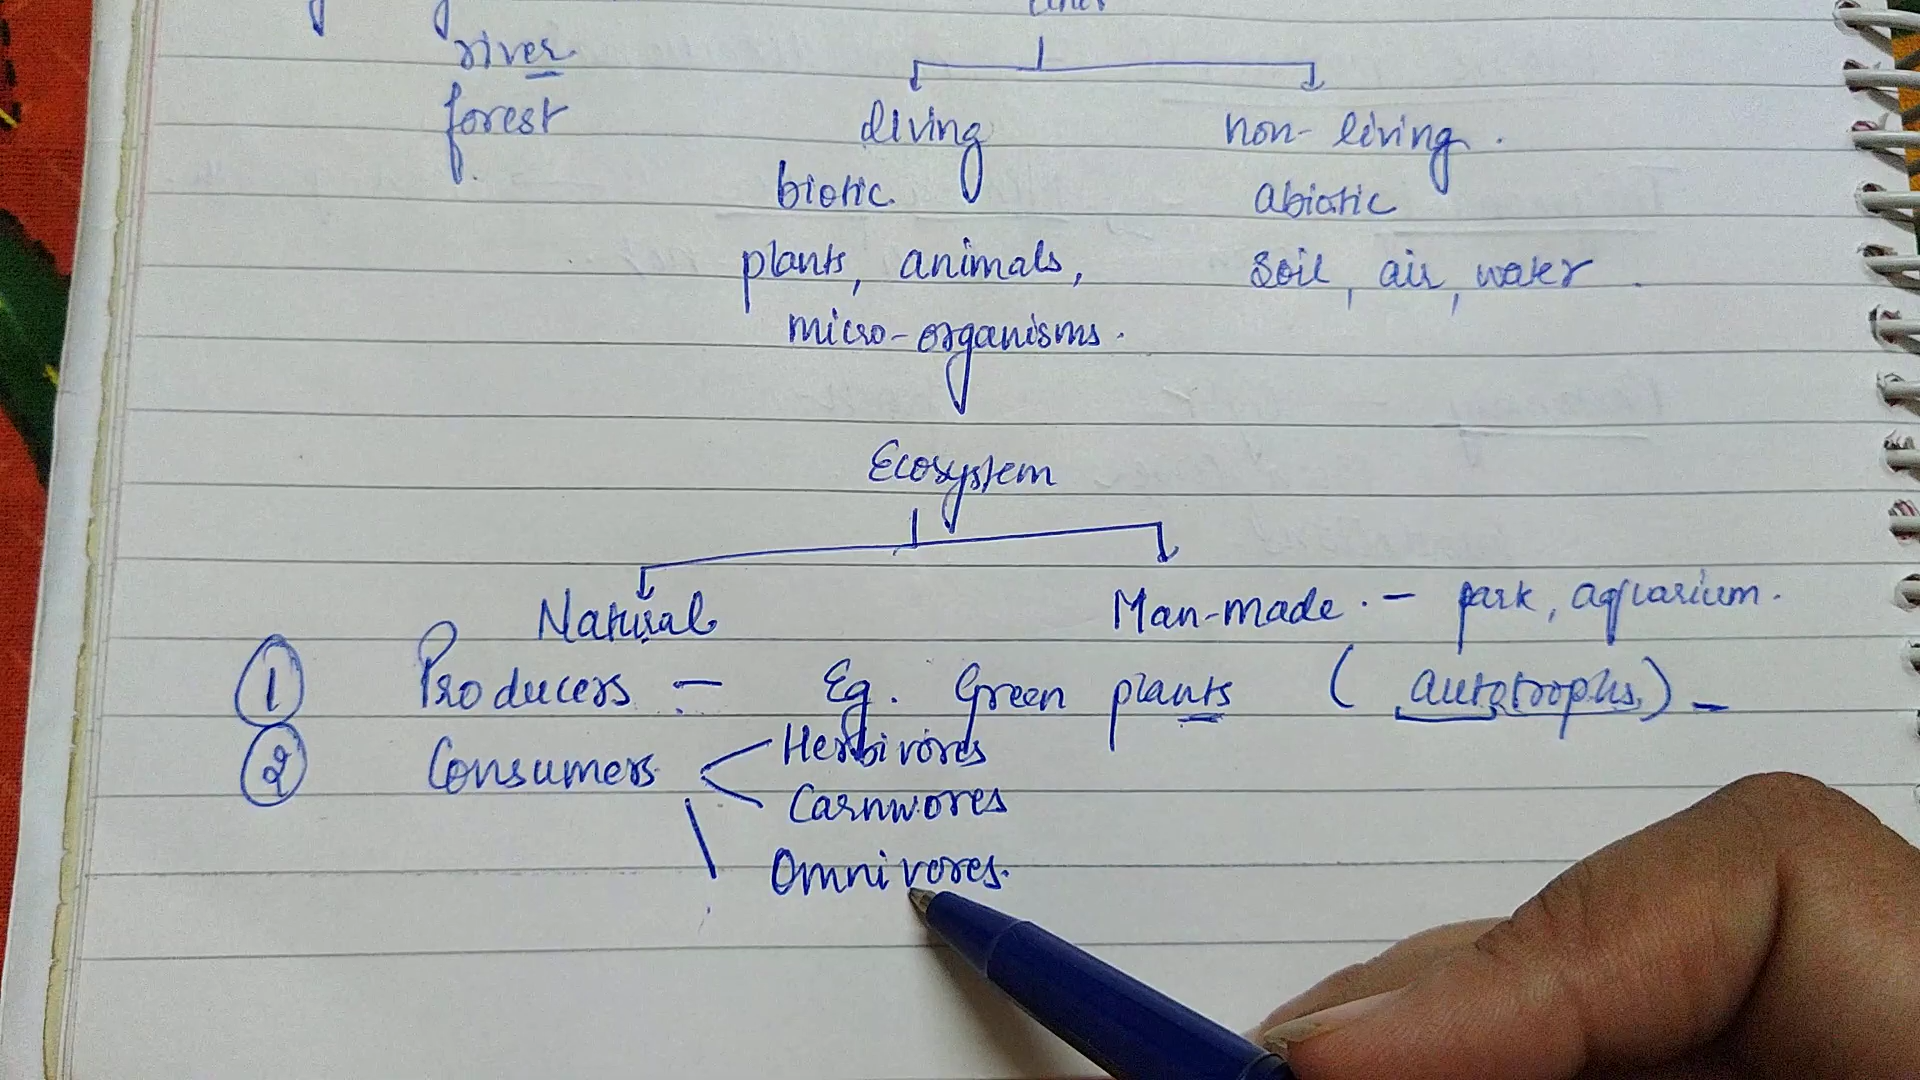 river
forest
living non-living.
biotic. abiotic
plants, animals, soil, air, water.
micro-organisms.
Ecosystem
Natural Man-made. - park, aquarium.
1 Producers - Eg. Green plants (autotrophs) -
2 Consumers Herbivores
Carnivores
Omnivores.